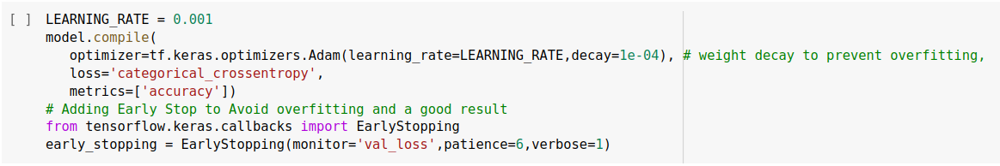 [ ] LEARNING_RATE = 0.001
model.compile(
optimizer=tf.keras.optimizers.Adam(learning_rate=LEARNING_RATE,decay=1e-04), # weight decay to prevent overfitting,
loss='categorical_crossentropy',
metrics=['accuracy'])
# Adding Early Stop to Avoid overfitting and a good result
from tensorflow.keras.callbacks import EarlyStopping
early_stopping = EarlyStopping(monitor='val_loss',patience=6,verbose=1)